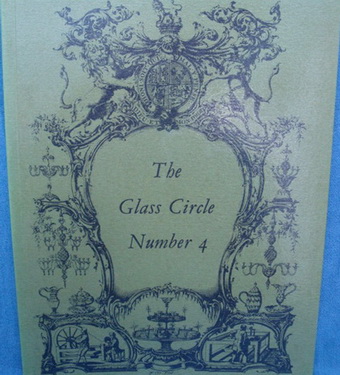 The
Glass Circle
Number 4